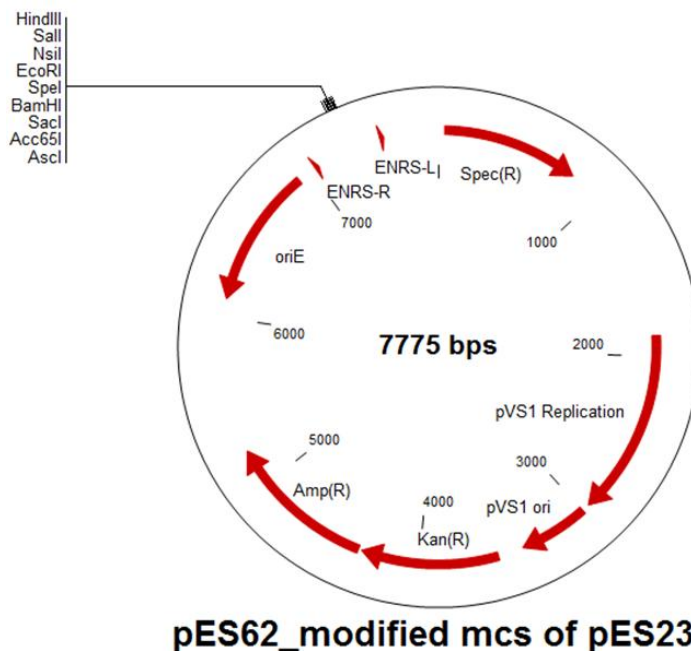 HindIII
SalI
NsiI
EcoRI
SpeI
BamHI
SacI
Acc65I
AscI
ENRS-L
Spec(R)
ENRS-R
7000
1000
oriE
6000
7775 bps
2000
pVS1 Replication
5000
3000
Amp(R)
4000
pVS1 ori
Kan(R)
pES62_modified mcs of pES23